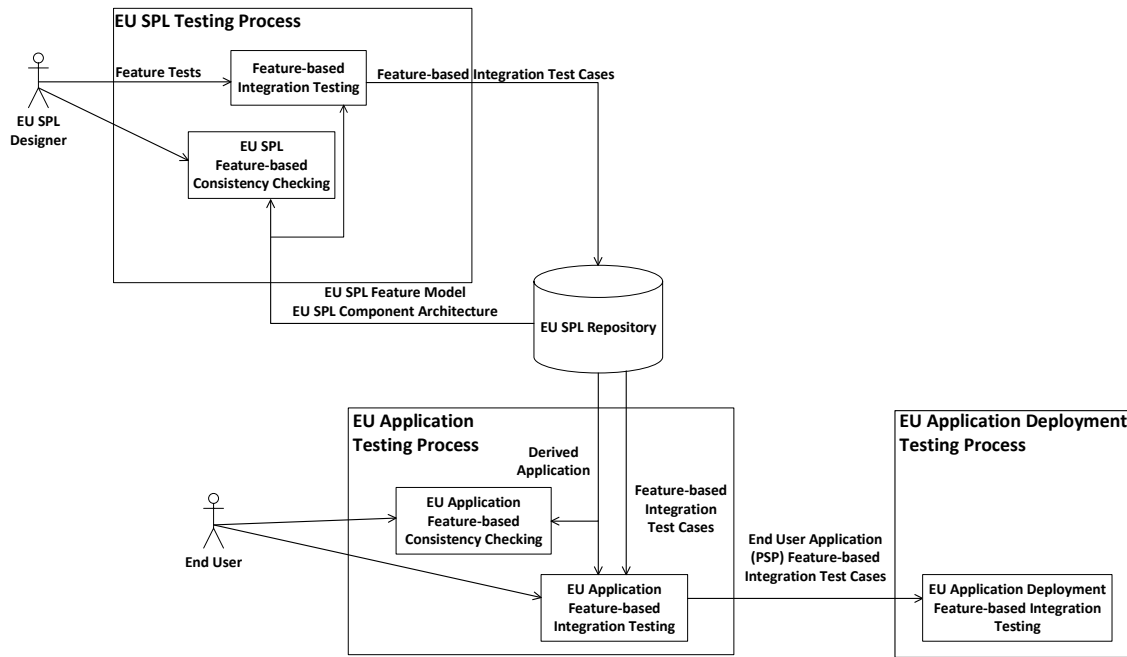 EU SPL Testing Process
EU SPL
Designer
Feature Tests
Feature-based
Integration Testing
Feature-based Integration Test Cases
EU SPL
Feature-based
Consistency Checking
EU SPL Feature Model
EU SPL Component Architecture
EU SPL Repository
EU Application
Testing Process
Derived
Application
Feature-based
Integration
Test Cases
End User
EU Application
Feature-based
Consistency Checking
EU Application
Feature-based
Integration Testing
End User Application
(PSP) Feature-based
Integration Test Cases
EU Application Deployment
Testing Process
EU Application Deployment
Feature-based Integration
Testing